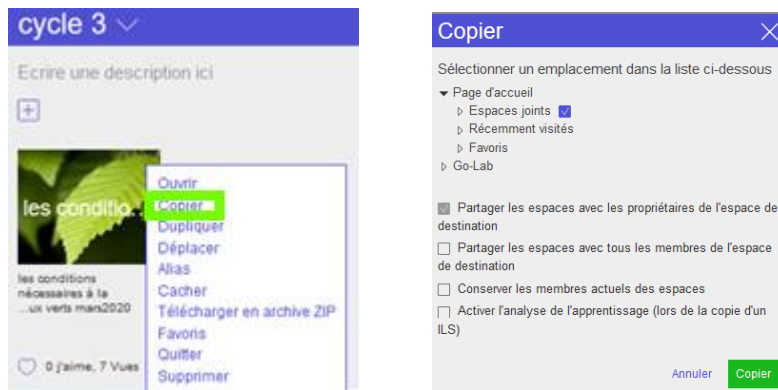 cycle 3
Ecrire une description ici
les conditio...
les conditions
nécessaires à la
...ux verts mars2020
0 j'aime, 7 Vues
Ouvrir
Copier
Dupliquer
Déplacer
Alias
Cacher
Télécharger en archive ZIP
Favoris
Quitter
Supprimer
Copier
Sélectionner un emplacement dans la liste ci-dessous
Page d'accueil
Espaces joints
Récemment visités
Favoris
Go-Lab
Partager les espaces avec les propriétaires de l'espace de
destination
Partager les espaces avec tous les membres de l'espace
de destination
Conserver les membres actuels des espaces
Activer l'analyse de l'apprentissage (lors de la copie d'un
ILS)
Annuler
Copier